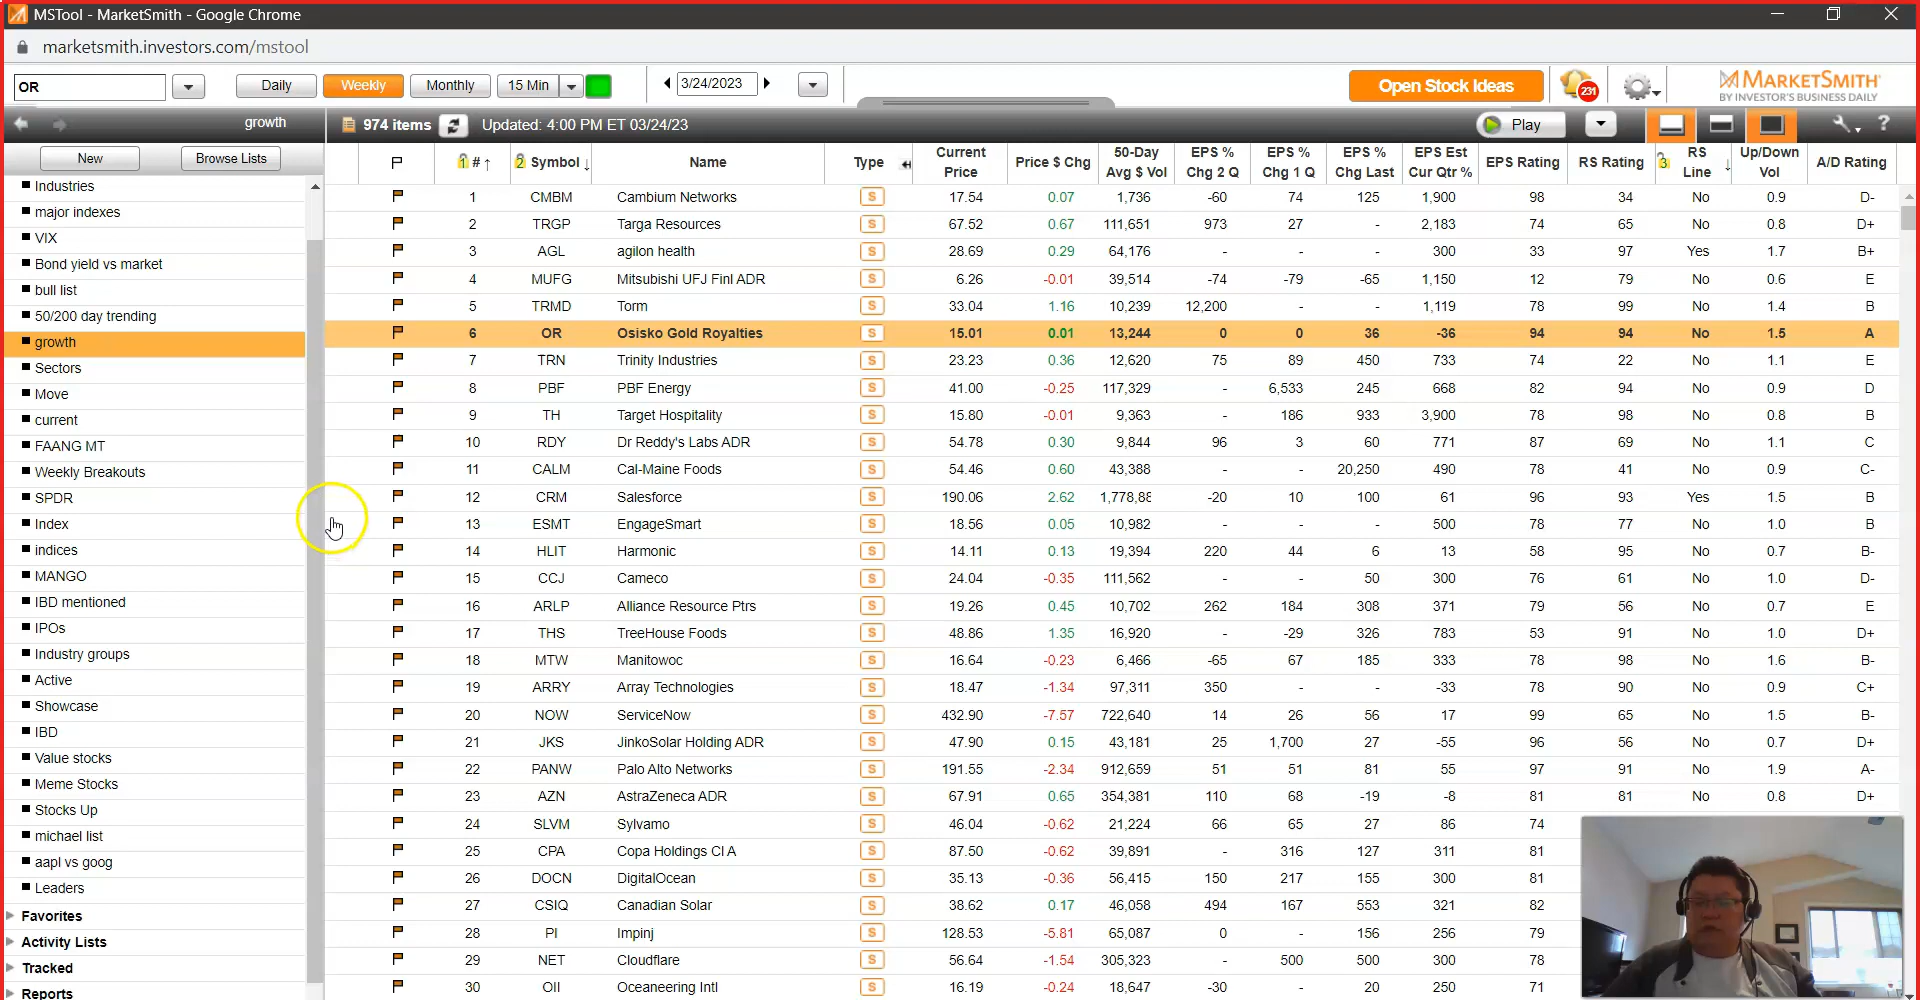 MSTool - MarketSmith - Google Chrome
marketsmith.investors.com/mstool
OR Daily Weekly Monthly 15 Min 3/24/2023 Open Stock Ideas 231 MARKETSMITH
BY INVESTOR'S BUSINESS DAILY
growth 974 items Updated: 4:00 PM ET 03/24/23 Play ?
New Browse Lists
Industries
major indexes
VIX
Bond yield vs market
bull list
50/200 day trending
growth
Sectors
Move
current
FAANG MT
Weekly Breakouts
SPDR
Index
indices
MANGO
IBD mentioned
IPOs
Industry groups
Active
Showcase
IBD
Value stocks
Meme Stocks
Stocks Up
michael list
aapl vs goog
Leaders
Favorites
Activity Lists
Tracked
Reports
1 # 2 Symbol Name Type Current Price Price $ Chg 50-Day Avg $ Vol EPS % Chg 2 Q EPS % Chg 1 Q EPS % Chg Last EPS Est Cur Qtr % EPS Rating RS Rating 3 RS Line Up/Down Vol A/D Rating
1 CMBM Cambium Networks S 17.54 0.07 1,736 -60 74 125 1,900 98 34 No 0.9 D-
2 TRGP Targa Resources S 67.52 0.67 111,651 973 27 - 2,183 74 65 No 0.8 D+
3 AGL agilon health S 28.69 0.29 64,176 - - - 300 33 97 Yes 1.7 B+
4 MUFG Mitsubishi UFJ Finl ADR S 6.26 -0.01 39,514 -74 -79 -65 1,150 12 79 No 0.6 E
5 TRMD Torm S 33.04 1.16 10,239 12,200 - - 1,119 78 99 No 1.4 B
6 OR Osisko Gold Royalties S 15.01 0.01 13,244 0 0 36 -36 94 94 No 1.5 A
7 TRN Trinity Industries S 23.23 0.36 12,620 75 89 450 733 74 22 No 1.1 E
8 PBF PBF Energy S 41.00 -0.25 117,329 - 6,533 245 668 82 94 No 0.9 D
9 TH Target Hospitality S 15.80 -0.01 9,363 - 186 933 3,900 78 98 No 0.8 B
10 RDY Dr Reddy's Labs ADR S 54.78 0.30 9,844 96 3 60 771 87 69 No 1.1 C
11 CALM Cal-Maine Foods S 54.46 0.60 43,388 - - 20,250 490 78 41 No 0.9 C-
12 CRM Salesforce S 190.06 2.62 1,778,88 -20 10 100 61 96 93 Yes 1.5 B
13 ESMT EngageSmart S 18.56 0.05 10,982 - - - 500 78 77 No 1.0 B
14 HLIT Harmonic S 14.11 0.13 19,394 220 44 6 13 58 95 No 0.7 B-
15 CCJ Cameco S 24.04 -0.35 111,562 - - 50 300 76 61 No 1.0 D-
16 ARLP Alliance Resource Ptrs S 19.26 0.45 10,702 262 184 308 371 79 56 No 0.7 E
17 THS TreeHouse Foods S 48.86 1.35 16,920 - -29 326 783 53 91 No 1.0 D+
18 MTW Manitowoc S 16.64 -0.23 6,466 -65 67 185 333 78 98 No 1.6 B-
19 ARRY Array Technologies S 18.47 -1.34 97,311 350 - - -33 78 90 No 0.9 C+
20 NOW ServiceNow S 432.90 -7.57 722,640 14 26 56 17 99 65 No 1.5 B-
21 JKS JinkoSolar Holding ADR S 47.90 0.15 43,181 25 1,700 27 -55 96 56 No 0.7 D+
22 PANW Palo Alto Networks S 191.55 -2.34 912,659 51 51 81 55 97 91 No 1.9 A-
23 AZN AstraZeneca ADR S 67.91 0.65 354,381 110 68 -19 -8 81 81 No 0.8 D+
24 SLVM Sylvamo S 46.04 -0.62 21,224 66 65 27 86 74
25 CPA Copa Holdings Cl A S 87.50 -0.62 39,891 - 316 127 311 81
26 DOCN DigitalOcean S 35.13 -0.36 56,415 150 217 155 300 81
27 CSIQ Canadian Solar S 38.62 0.17 46,058 494 167 553 321 82
28 PI Impinj S 128.53 -5.81 65,087 0 - 156 256 79
29 NET Cloudflare S 56.64 -1.54 305,323 - 500 500 300 78
30 OII Oceaneering Intl S 16.19 -0.24 18,647 -30 - 20 250 71